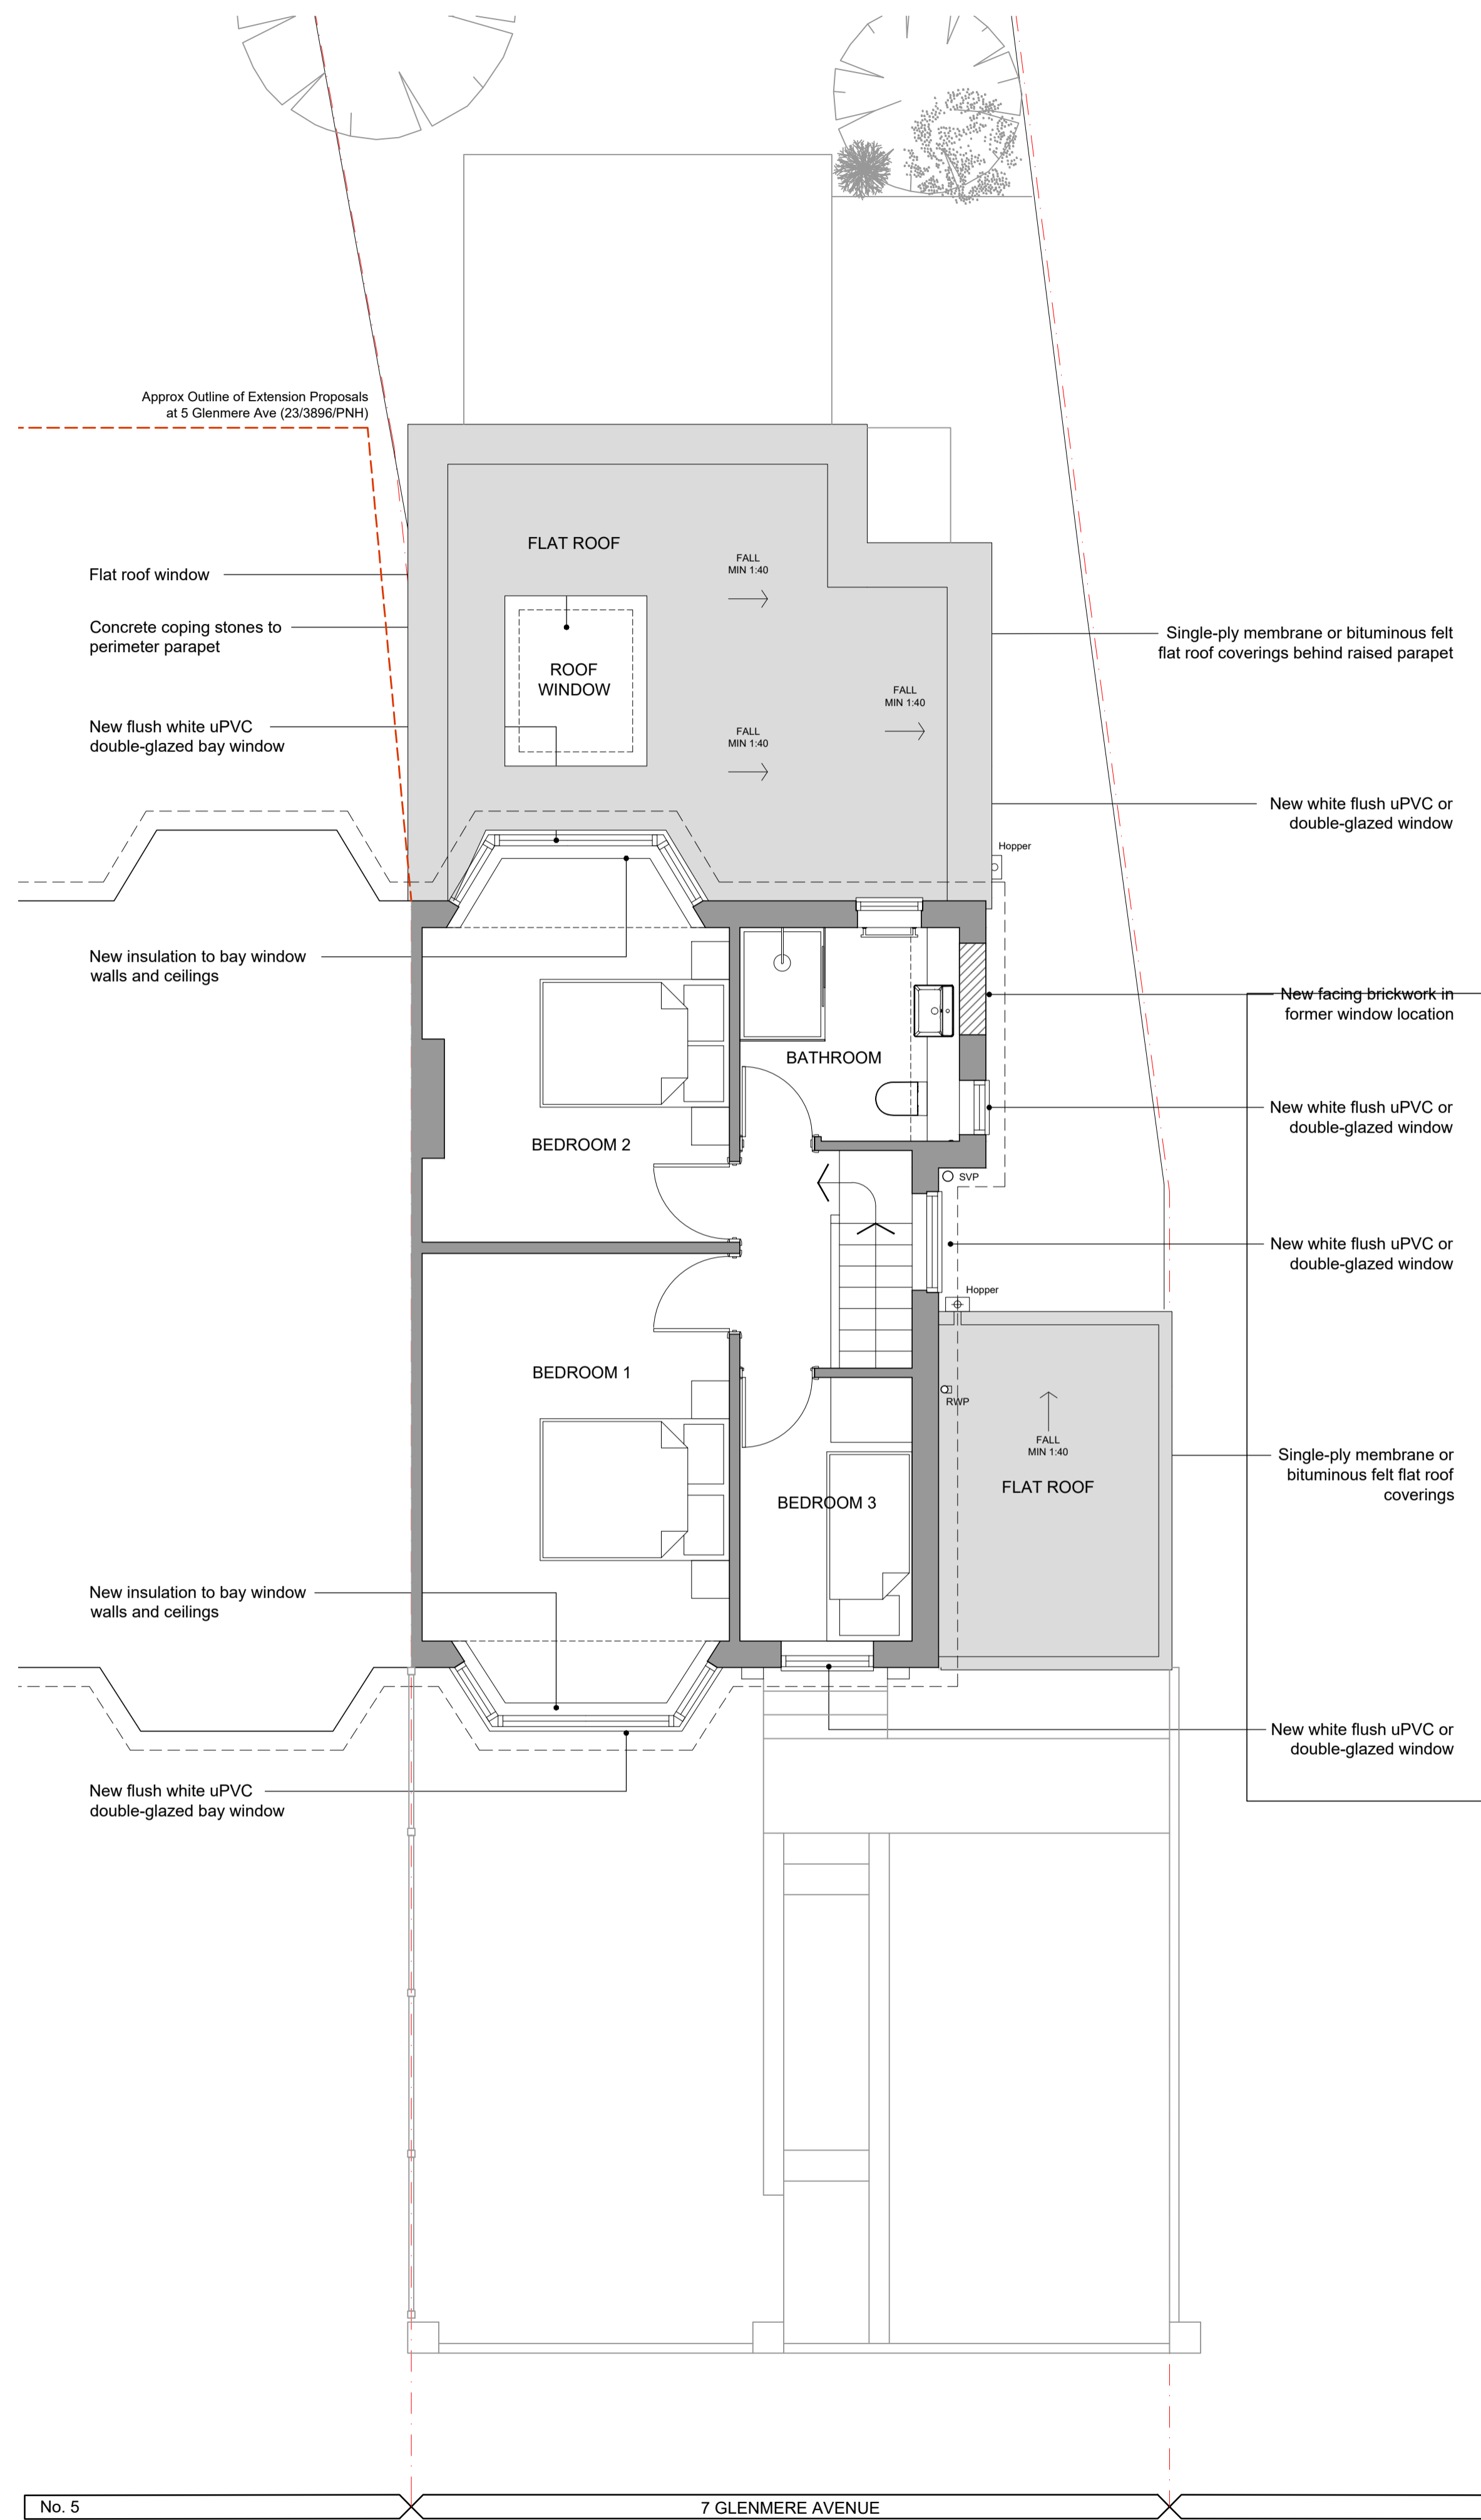 Approx Outline of Extension Proposals
at 5 Glenmere Ave (23/3896/PNH)
FLAT ROOF
FALL
MIN 1:40
Flat roof window
Concrete coping stones to
perimeter parapet
Single-ply membrane or bituminous felt
flat roof coverings behind raised parapet
ROOF
WINDOW
FALL
MIN 1:40
New flush white uPVC
double-glazed bay window
FALL
MIN 1:40
New white flush uPVC or
double-glazed window
Hopper
New insulation to bay window
walls and ceilings
New facing brickwork in
former window location
BATHROOM
New white flush uPVC or
double-glazed window
BEDROOM 2
SVP
New white flush uPVC or
double-glazed window
Hopper
BEDROOM 1
RWP
FALL
MIN 1:40
Single-ply membrane or
bituminous felt flat roof
coverings
FLAT ROOF
BEDROOM 3
New insulation to bay window
walls and ceilings
New white flush uPVC or
double-glazed window
New flush white uPVC
double-glazed bay window
No. 5
7 GLENMERE AVENUE